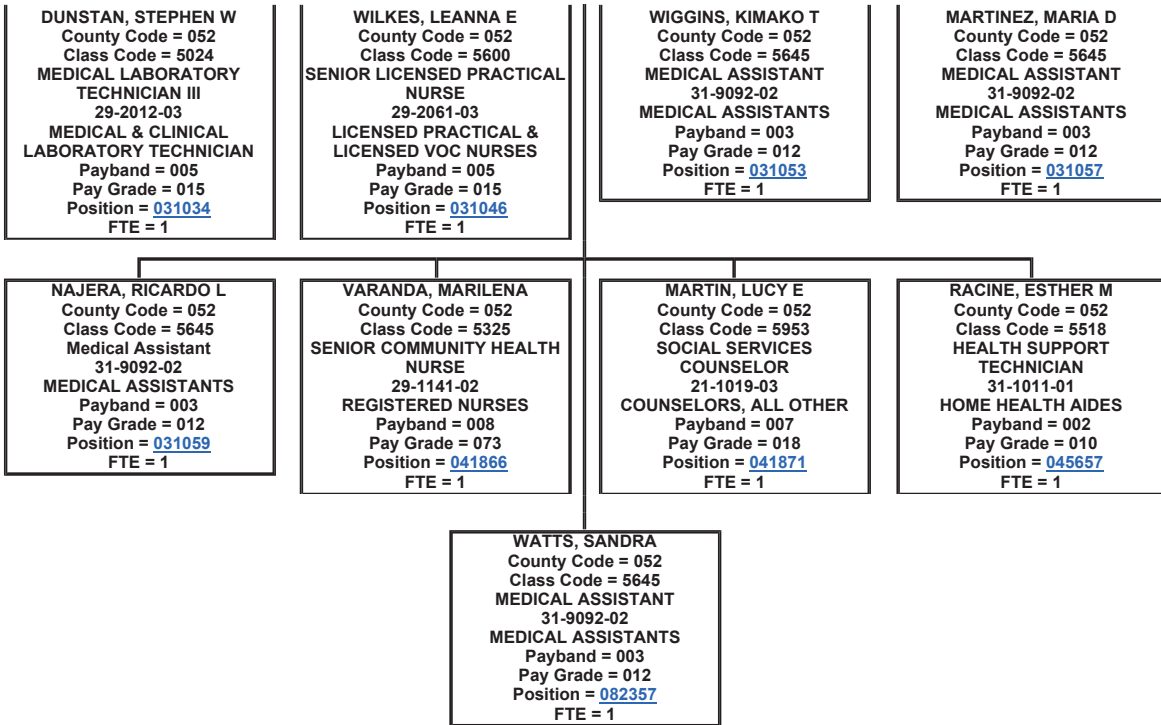 DUNSTAN, STEPHEN W
County Code = 052
Class Code = 5024
MEDICAL LABORATORY
TECHNICIAN III
29-2012-03
MEDICAL & CLINICAL
LABORATORY TECHNICIAN
Payband = 005
Pay Grade = 015
Position = 031034
FTE = 1
WILKES, LEANNA E
County Code = 052
Class Code = 5600
SENIOR LICENSED PRACTICAL
NURSE
29-2061-03
LICENSED PRACTICAL &
LICENSED VOC NURSES
Payband = 005
Pay Grade = 015
Position = 031046
FTE = 1
WIGGINS, KIMAKO T
County Code = 052
Class Code = 5645
MEDICAL ASSISTANT
31-9092-02
MEDICAL ASSISTANTS
Payband = 003
Pay Grade = 012
Position = 031053
FTE = 1
MARTINEZ, MARIA D
County Code = 052
Class Code = 5645
MEDICAL ASSISTANT
31-9092-02
MEDICAL ASSISTANTS
Payband = 003
Pay Grade = 012
Position = 031057
FTE = 1
NAJERA, RICARDO L
County Code = 052
Class Code = 5645
Medical Assistant
31-9092-02
MEDICAL ASSISTANTS
Payband = 003
Pay Grade = 012
Position = 031059
FTE = 1
VARANDA, MARILENA
County Code = 052
Class Code = 5325
SENIOR COMMUNITY HEALTH
NURSE
29-1141-02
REGISTERED NURSES
Payband = 008
Pay Grade = 073
Position = 041866
FTE = 1
MARTIN, LUCY E
County Code = 052
Class Code = 5953
SOCIAL SERVICES
COUNSELOR
21-1019-03
COUNSELORS, ALL OTHER
Payband = 007
Pay Grade = 018
Position = 041871
FTE = 1
RACINE, ESTHER M
County Code = 052
Class Code = 5518
HEALTH SUPPORT
TECHNICIAN
31-1011-01
HOME HEALTH AIDES
Payband = 002
Pay Grade = 010
Position = 045657
FTE = 1
WATTS, SANDRA
County Code = 052
Class Code = 5645
MEDICAL ASSISTANT
31-9092-02
MEDICAL ASSISTANTS
Payband = 003
Pay Grade = 012
Position = 082357
FTE = 1